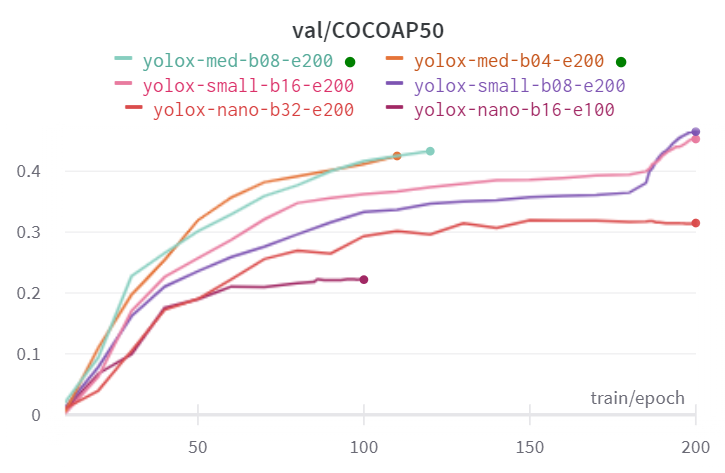 val/COCOAP50
yolox-med-b08-e200 yolox-med-b04-e200
yolox-small-b16-e200 yolox-small-b08-e200
yolox-nano-b32-e200 yolox-nano-b16-e100
0.4
0.3
0.2
0.1
train/epoch
0
50 100 150 200